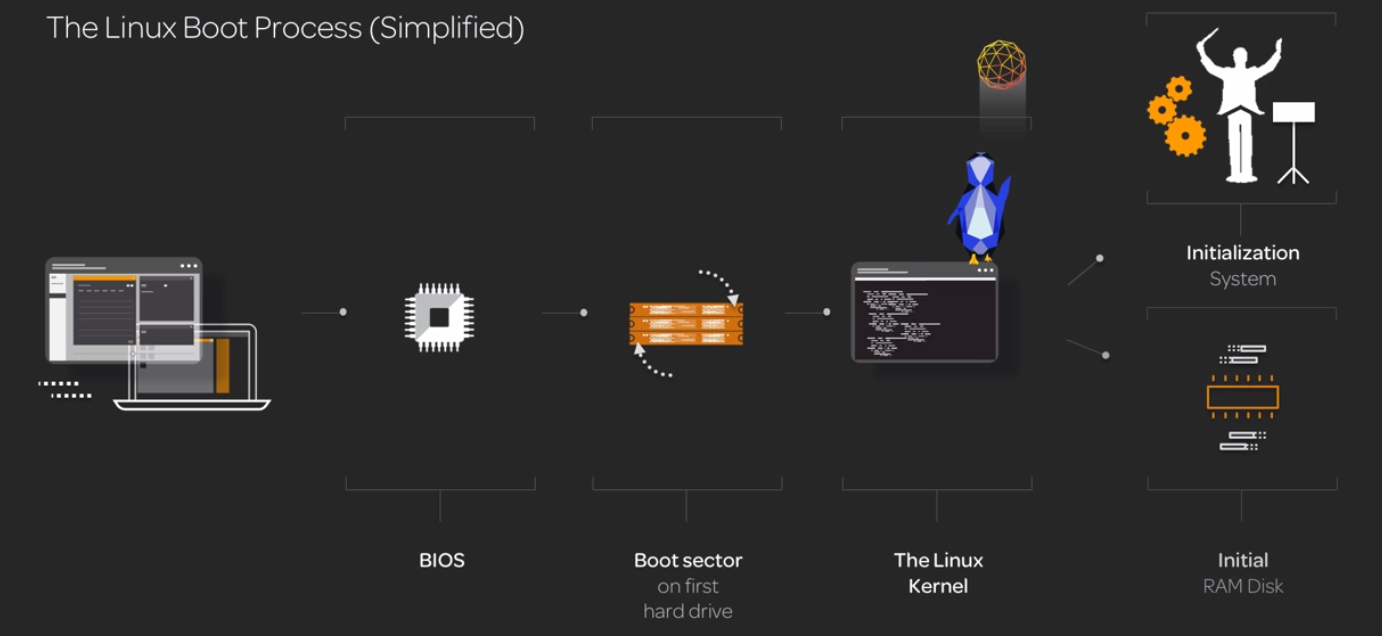 The Linux Boot Process (Simplified)
Initialization
System
BIOS
Boot sector
on first
hard drive
The Linux
Kernel
Initial
RAM Disk